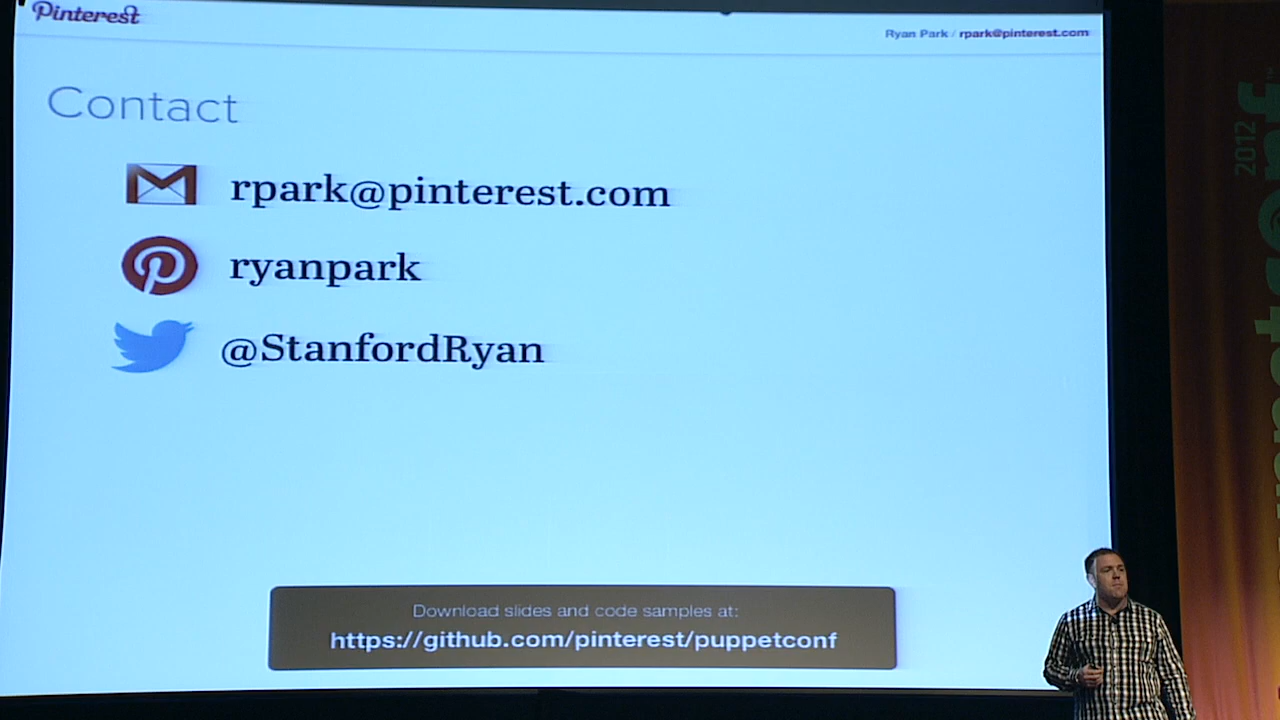 Pinterest
Ryan Park / rpark@pinterest.com
Contact
rpark@pinterest.com
ryanpark
@StanfordRyan
Download slides and code samples at:
https://github.com/pinterest/puppetconf
2012